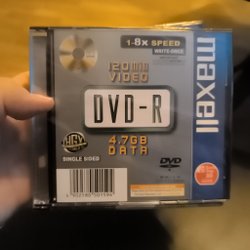 1-8x SPEED
WRITE-ONCE
maxell
120min
VIDEO
DVD-R
4.7GB
DATA
SINGLE SIDED
DVD